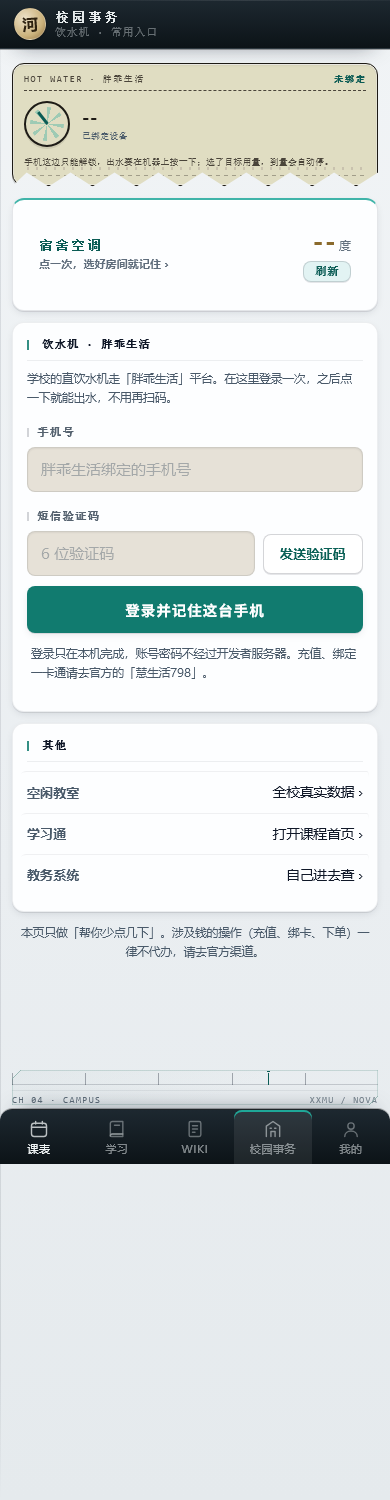 河
校园事务
饮水机 · 常用入口
HOT WATER · 胖乖生活
未绑定
--
已绑定设备
手机这边只能解锁，出水要在机器上按一下；选了目标用量，到量会自动停。
宿舍空调
点一次，选好房间就记住 ›
-- 度
刷新
饮水机 · 胖乖生活
学校的直饮水机走「胖乖生活」平台。在这里登录一次，之后点
一下就能出水，不用再扫码。
手机号
胖乖生活绑定的手机号
短信验证码
6 位验证码
发送验证码
登录并记住这台手机
登录只在本机完成，账号密码不经过开发者服务器。充值、绑定
一卡通请去官方的「慧生活798」。
其他
空闲教室
全校真实数据 ›
学习通
打开课程首页 ›
教务系统
自己进去查 ›
本页只做「帮你少点几下」。涉及钱的操作（充值、绑卡、下单）一
律不代办，请去官方渠道。
CH 04 · CAMPUS
XXMU / NOVA
课表
学习
WIKI
校园事务
我的